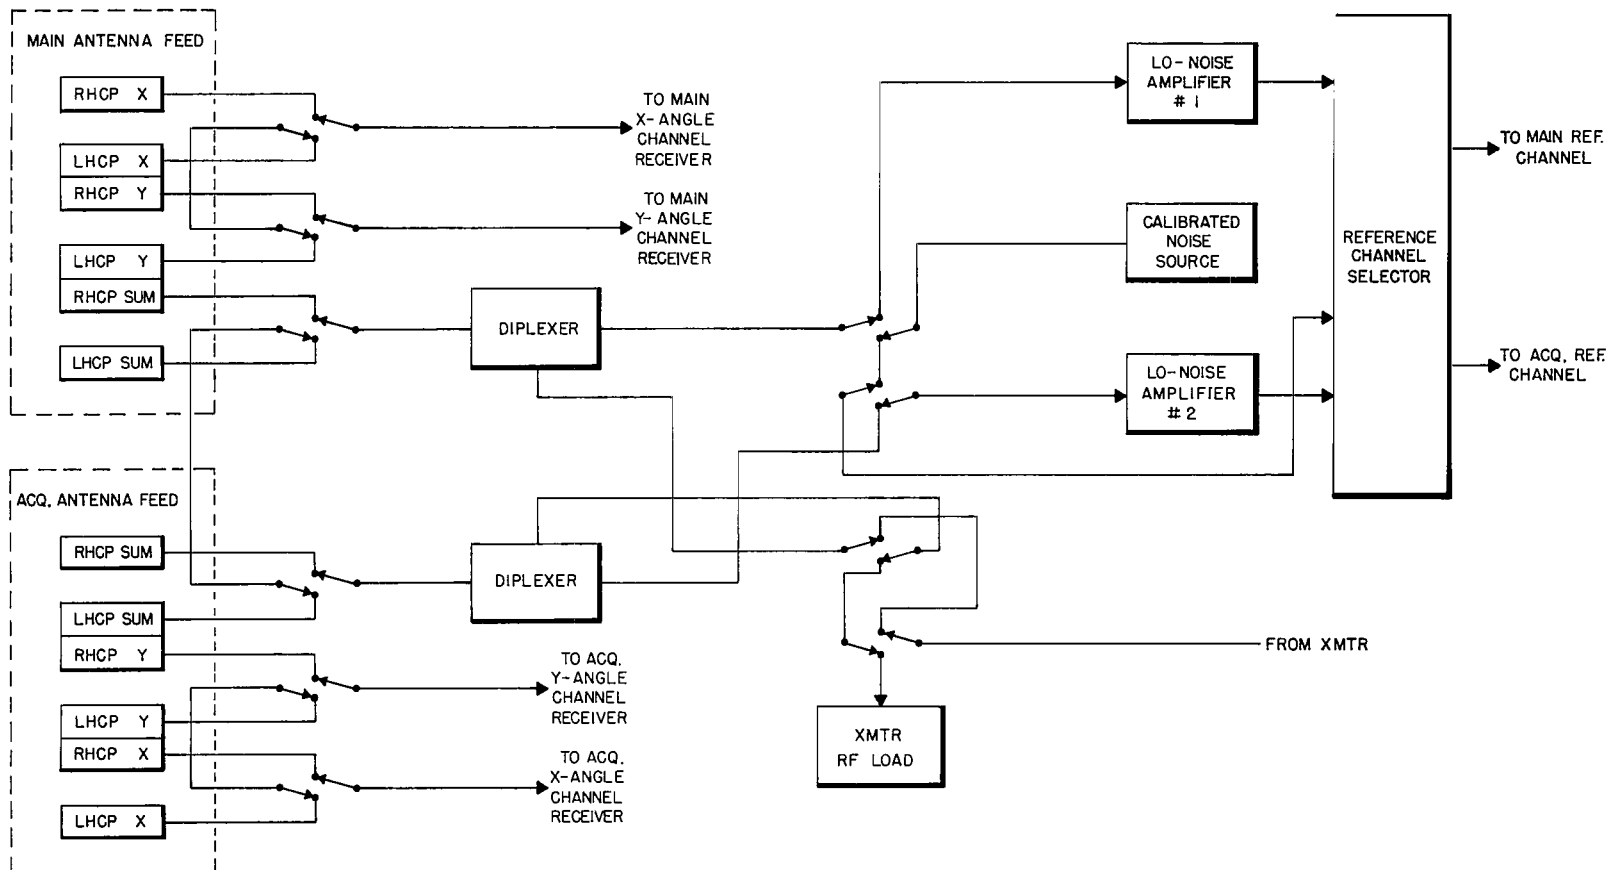 MAIN ANTENNA FEED
RHCP X
LHCP X
RHCP Y
LHCP Y
RHCP SUM
LHCP SUM
TO MAIN
X-ANGLE
CHANNEL
RECEIVER
TO MAIN
Y-ANGLE
CHANNEL
RECEIVER
DIPLEXER
LO-NOISE
AMPLIFIER
# 1
CALIBRATED
NOISE
SOURCE
LO-NOISE
AMPLIFIER
# 2
REFERENCE
CHANNEL
SELECTOR
TO MAIN REF.
CHANNEL
TO ACQ. REF.
CHANNEL
ACQ. ANTENNA FEED
RHCP SUM
LHCP SUM
RHCP Y
LHCP Y
RHCP X
LHCP X
DIPLEXER
TO ACQ.
Y-ANGLE
CHANNEL
RECEIVER
TO ACQ.
X-ANGLE
CHANNEL
RECEIVER
FROM XMTR
XMTR
RF LOAD